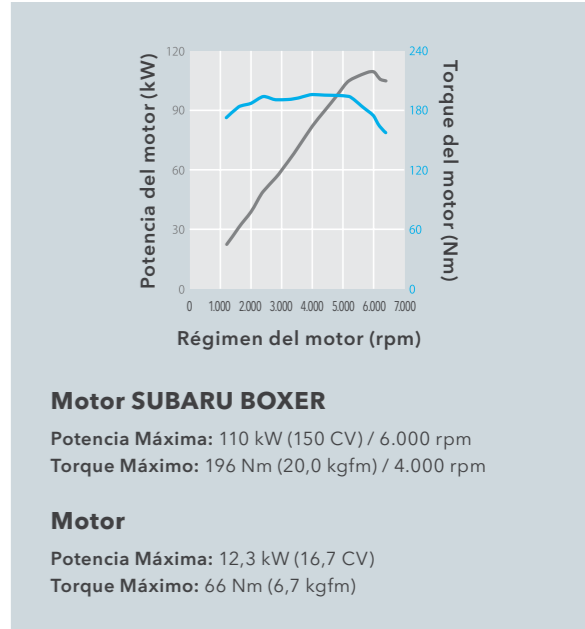 Potencia del motor (kW)
120
90
60
30
0
240
180
120
60
0
Torque del motor (Nm)
0 1.000 2.000 3.000 4.000 5.000 6.000 7.000
Régimen del motor (rpm)
Motor SUBARU BOXER
Potencia Máxima: 110 kW (150 CV) / 6.000 rpm
Torque Máximo: 196 Nm (20,0 kgfm) / 4.000 rpm
Motor
Potencia Máxima: 12,3 kW (16,7 CV)
Torque Máximo: 66 Nm (6,7 kgfm)